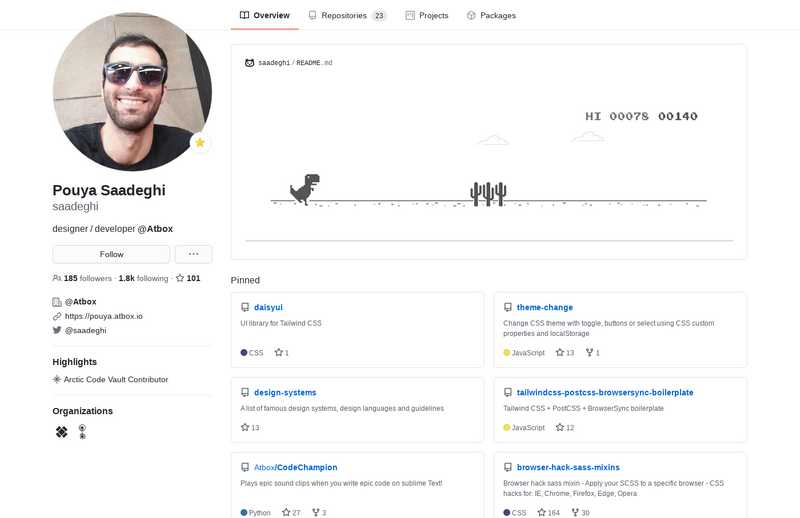 Overview
Repositories 23
Projects
Packages
Pouya Saadeghi
saadeghi
designer / developer @Atbox
Follow
185 followers · 1.8k following · 101
@Atbox
https://pouya.atbox.io
@saadeghi
Highlights
Arctic Code Vault Contributor
Organizations
saadeghi / README.md
HI 00078 00140
Pinned
daisyui
UI library for Tailwind CSS
CSS 1
theme-change
Change CSS theme with toggle, buttons or select using CSS custom
properties and localStorage
JavaScript 13 1
design-systems
A list of famous design systems, design languages and guidelines
13
tailwindcss-postcss-browsersync-boilerplate
Tailwind CSS + PostCSS + BrowserSync boilerplate
JavaScript 12
Atbox/CodeChampion
Plays epic sound clips when you write epic code on sublime Text!
Python 27 3
browser-hack-sass-mixins
Browser hack sass mixin - Apply your SCSS to a specific browser - CSS
hacks for: IE, Chrome, Firefox, Edge, Opera
CSS 164 30